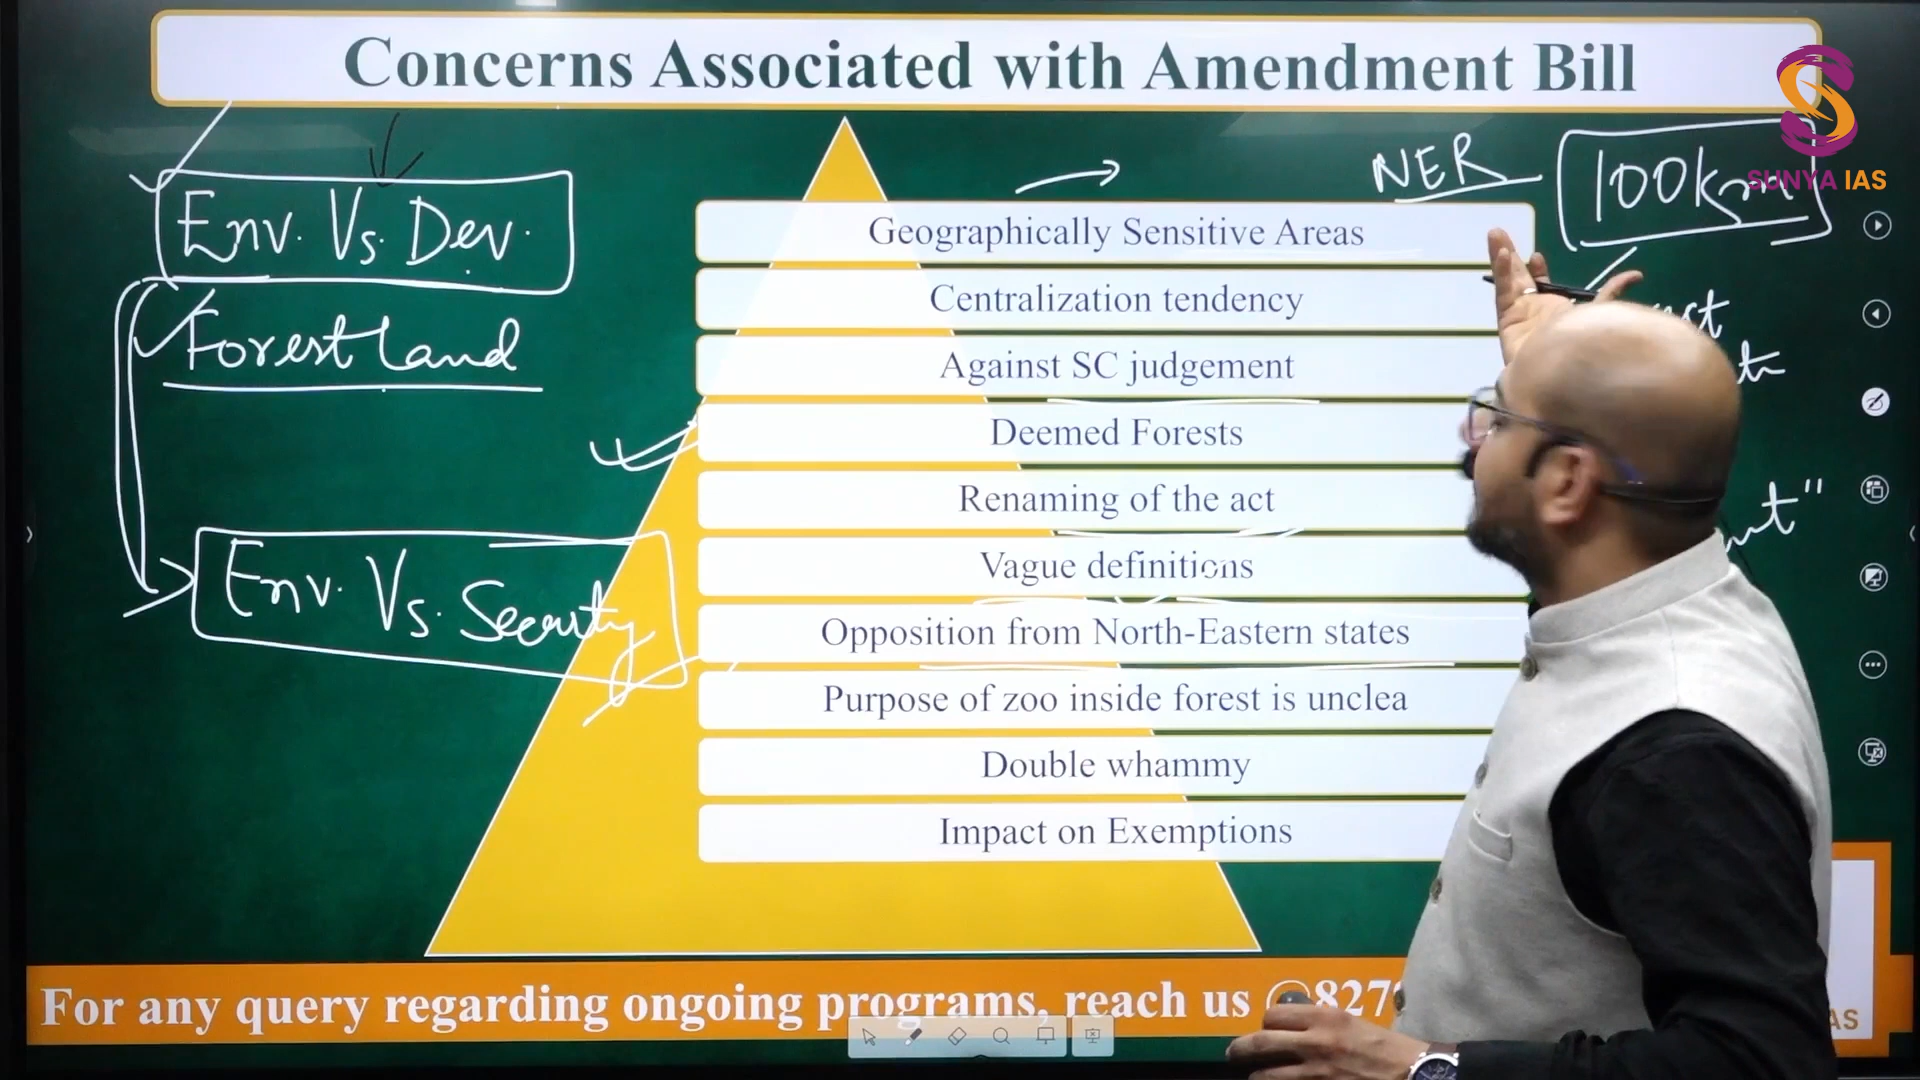 Concerns Associated with Amendment Bill
SUNYA IAS
NER
100km
Env. Vs. Dev.
Forest land
Env. Vs. Security
Geographically Sensitive Areas
Centralization tendency
Against SC judgement
Deemed Forests
Renaming of the act
Vague definitions
Opposition from North-Eastern states
Purpose of zoo inside forest is unclea
Double whammy
Impact on Exemptions
For any query regarding ongoing programs, reach us @827
AS